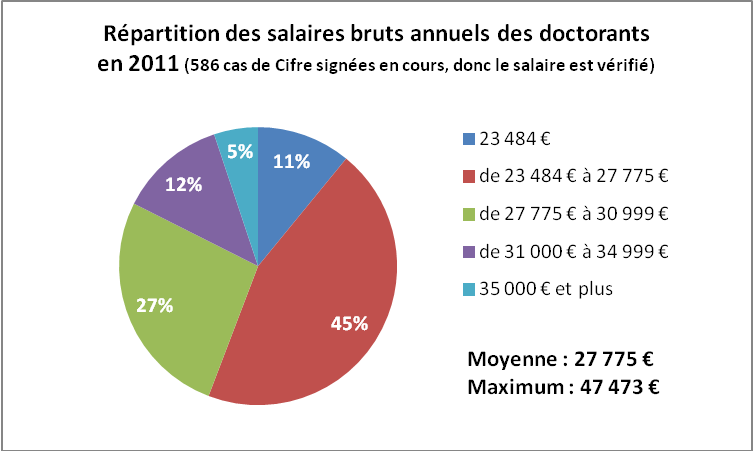 Répartition des salaires bruts annuels des doctorants
en 2011 (586 cas de Cifre signées en cours, donc le salaire est vérifié)
5%
11%
12%
27%
45%
23 484 €
de 23 484 € à 27 775 €
de 27 775 € à 30 999 €
de 31 000 € à 34 999 €
35 000 € et plus
Moyenne : 27 775 €
Maximum : 47 473 €